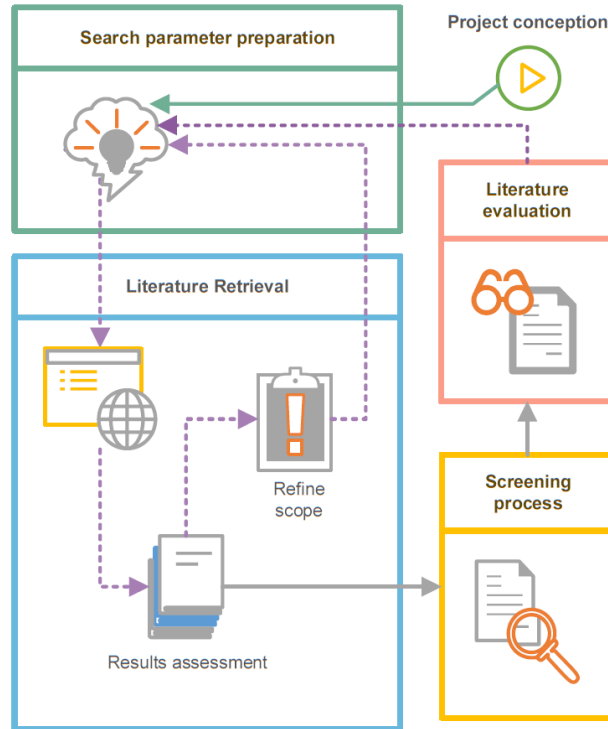 Search parameter preparation
Project conception
Literature
evaluation
Literature Retrieval
Refine
scope
Screening
process
Results assessment